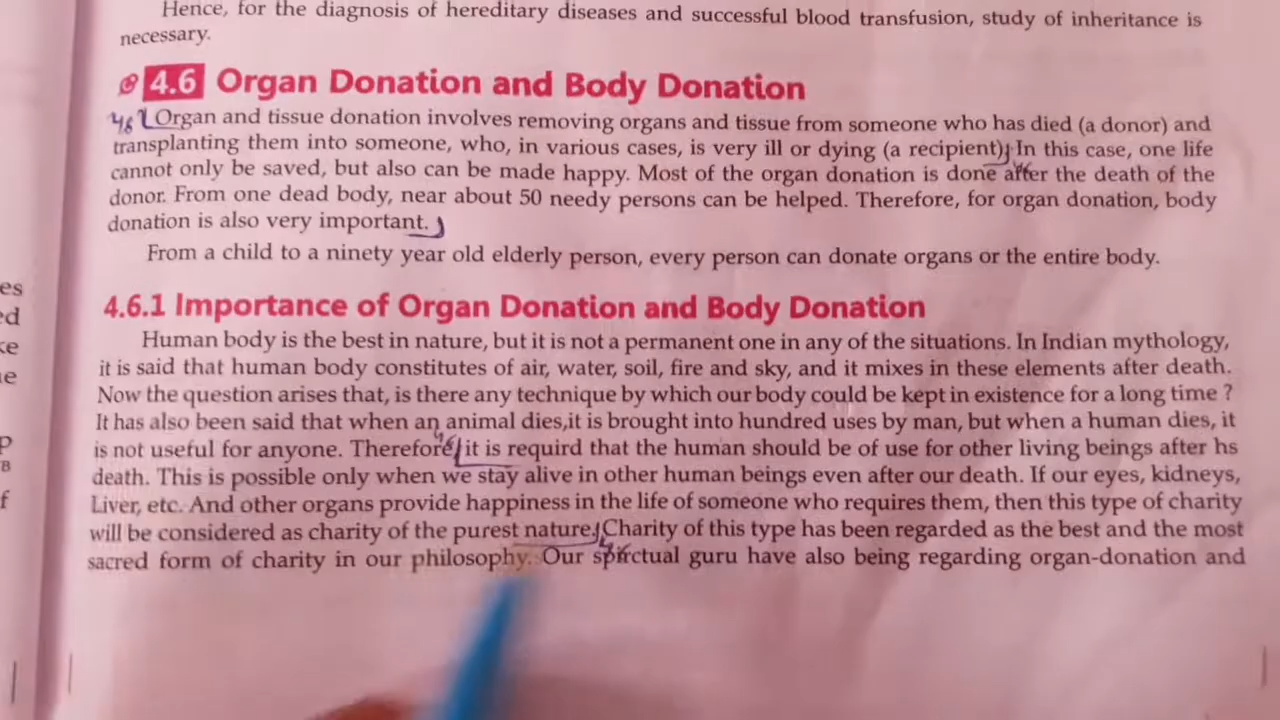 Hence, for the diagnosis of hereditary diseases and successful blood transfusion, study of inheritance is
necessary.
4.6 Organ Donation and Body Donation
Organ and tissue donation involves removing organs and tissue from someone who has died (a donor) and
transplanting them into someone, who, in various cases, is very ill or dying (a recipient). In this case, one life
cannot only be saved, but also can be made happy. Most of the organ donation is done after the death of the
donor. From one dead body, near about 50 needy persons can be helped. Therefore, for organ donation, body
donation is also very important.
From a child to a ninety year old elderly person, every person can donate organs or the entire body.
4.6.1 Importance of Organ Donation and Body Donation
Human body is the best in nature, but it is not a permanent one in any of the situations. In Indian mythology,
it is said that human body constitutes of air, water, soil, fire and sky, and it mixes in these elements after death.
Now the question arises that, is there any technique by which our body could be kept in existence for a long time ?
It has also been said that when an animal dies,it is brought into hundred uses by man, but when a human dies, it
is not useful for anyone. Therefore, it is requird that the human should be of use for other living beings after hs
death. This is possible only when we stay alive in other human beings even after our death. If our eyes, kidneys,
Liver, etc. And other organs provide happiness in the life of someone who requires them, then this type of charity
will be considered as charity of the purest nature. Charity of this type has been regarded as the best and the most
sacred form of charity in our philosophy. Our guru have also being regarding organ-donation and
es
ed
ke
p
B
f